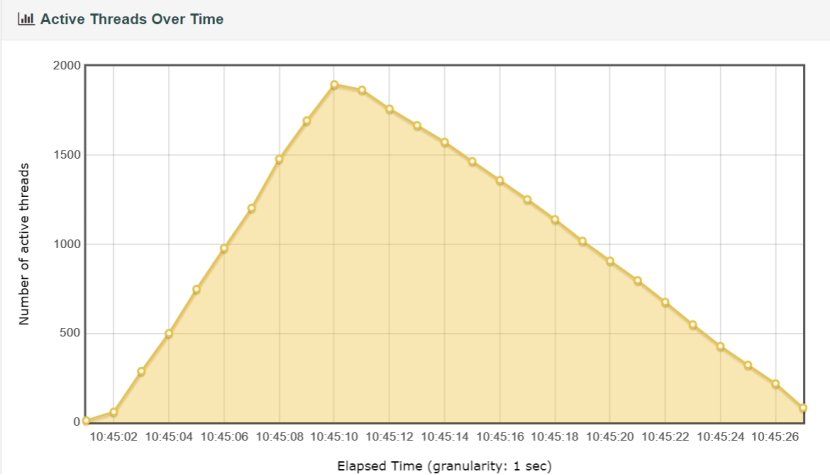 Active Threads Over Time
2000
1500
1000
500
0
Number of active threads
10:45:02 10:45:04 10:45:06 10:45:08 10:45:10 10:45:12 10:45:14 10:45:16 10:45:18 10:45:20 10:45:22 10:45:24 10:45:26
Elapsed Time (granularity: 1 sec)